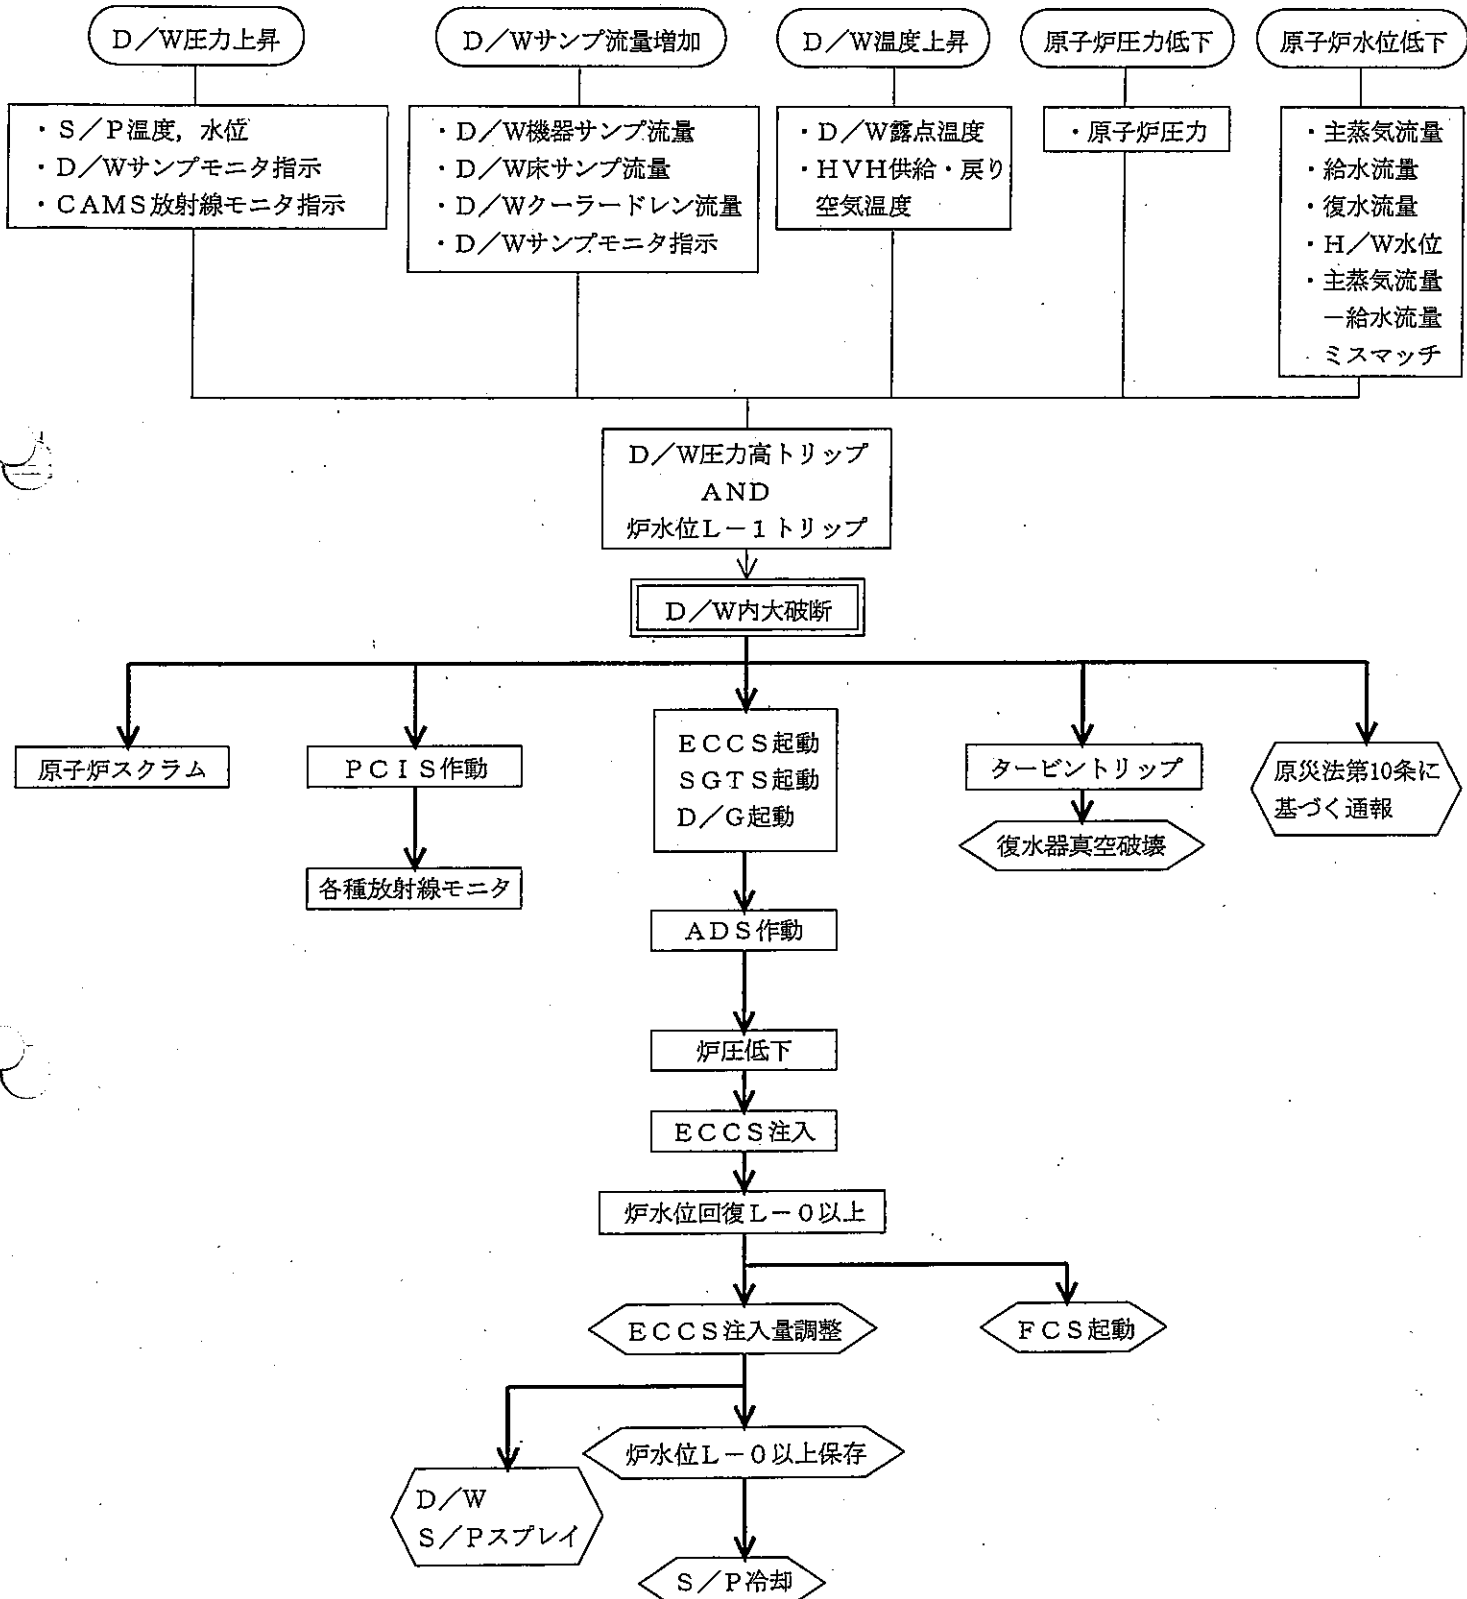 D/W圧力上昇
D/Wサンプ流量増加
D/W温度上昇
原子炉圧力低下
原子炉水位低下
・S/P温度,水位
・D/Wサンプモニタ指示
・CAMS放射線モニタ指示
・D/W機器サンプ流量
・D/W床サンプ流量
・D/Wクーラードレン流量
・D/Wサンプモニタ指示
・D/W露点温度
・HVH供給・戻り
空気温度
・原子炉圧力
・主蒸気流量
・給水流量
・復水流量
・H/W水位
・主蒸気流量
－給水流量
ミスマッチ
D/W圧力高トリップ
AND
炉水位L－1トリップ
D/W内大破断
原子炉スクラム
PCIS作動
各種放射線モニタ
ECCS起動
SGTS起動
D/G起動
タービントリップ
復水器真空破壊
原災法第10条に
基づく通報
ADS作動
炉圧低下
ECCS注入
炉水位回復L－0以上
ECCS注入量調整
FCS起動
炉水位L－0以上保存
D/W
S/Pスプレイ
S/P冷却